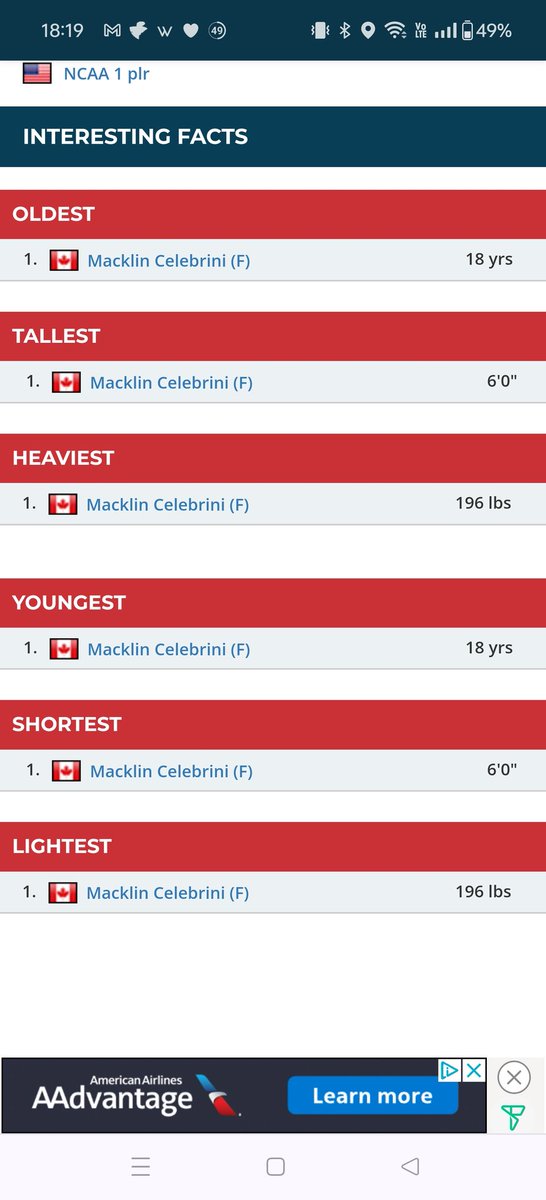 18:19 M W 49 VoLTE 49%
NCAA 1 plr
INTERESTING FACTS
OLDEST
1. Macklin Celebrini (F) 18 yrs
TALLEST
1. Macklin Celebrini (F) 6'0"
HEAVIEST
1. Macklin Celebrini (F) 196 lbs
YOUNGEST
1. Macklin Celebrini (F) 18 yrs
SHORTEST
1. Macklin Celebrini (F) 6'0"
LIGHTEST
1. Macklin Celebrini (F) 196 lbs
American Airlines
AAdvantage
Learn more